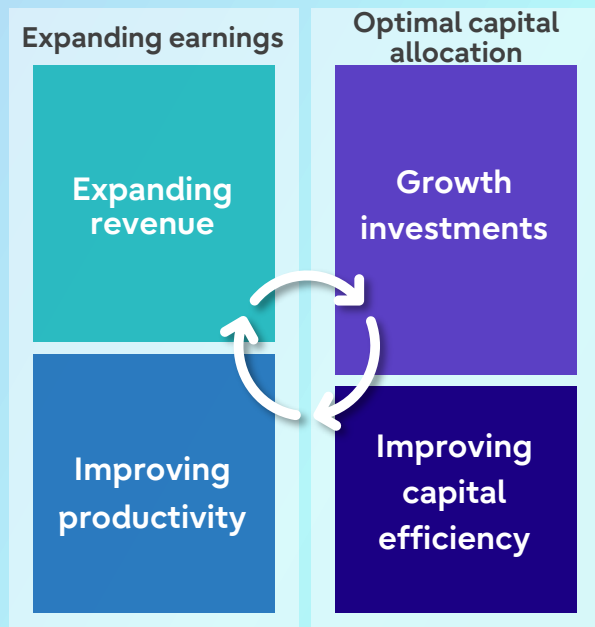 Expanding earnings
Expanding
revenue
Improving
productivity
Optimal capital
allocation
Growth
investments
Improving
capital
efficiency